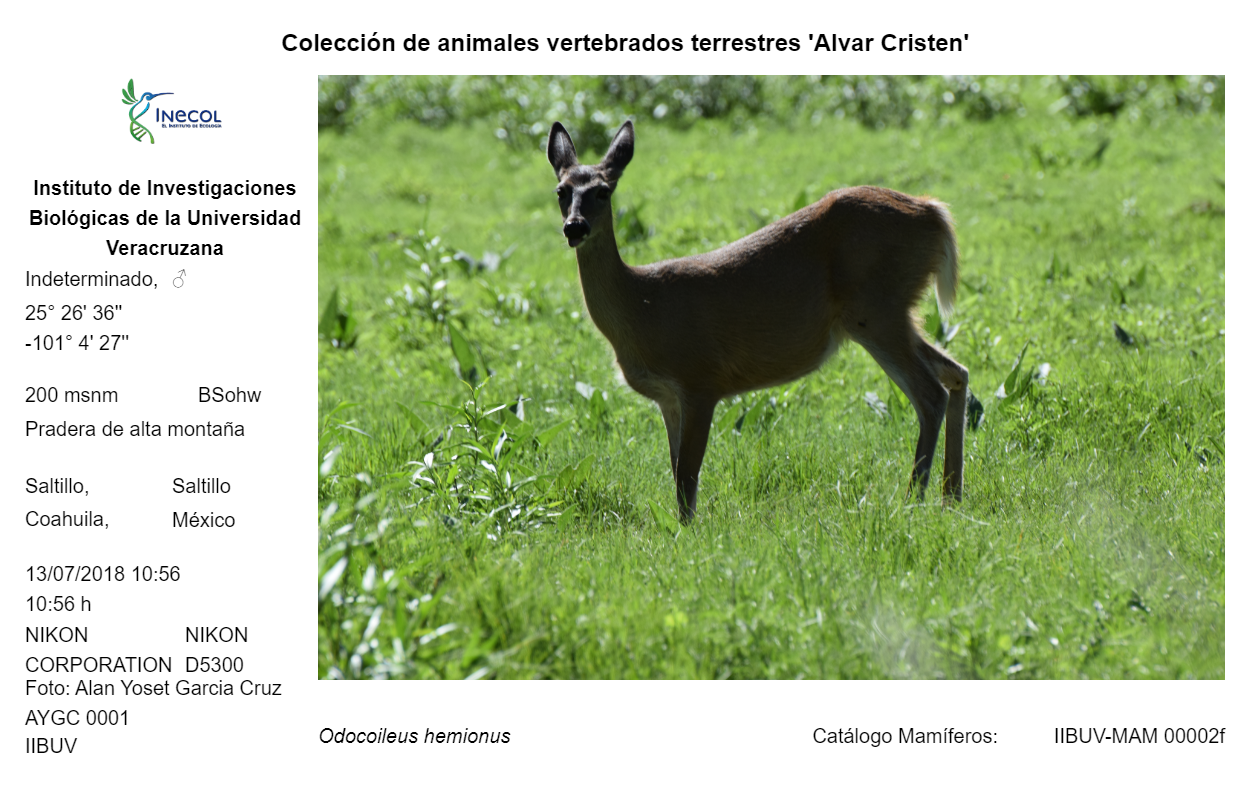 Colección de animales vertebrados terrestres 'Alvar Cristen'
INECOL
EL INSTITUTO DE ECOLOGÍA
Instituto de Investigaciones
Biológicas de la Universidad
Veracruzana
Indeterminado, ♂
25° 26' 36''
-101° 4' 27''
200 msnm BSohw
Pradera de alta montaña
Saltillo, Saltillo
Coahuila, México
13/07/2018 10:56
10:56 h
NIKON NIKON
CORPORATION D5300
Foto: Alan Yoset Garcia Cruz
AYGC 0001
IIBUV
Odocoileus hemionus Catálogo Mamíferos: IIBUV-MAM 00002f